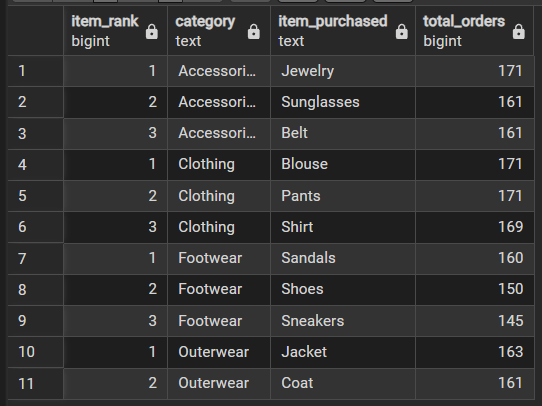 item_rank bigint category text item_purchased text total_orders bigint
1 1 Accessori... Jewelry 171
2 2 Accessori... Sunglasses 161
3 3 Accessori... Belt 161
4 1 Clothing Blouse 171
5 2 Clothing Pants 171
6 3 Clothing Shirt 169
7 1 Footwear Sandals 160
8 2 Footwear Shoes 150
9 3 Footwear Sneakers 145
10 1 Outerwear Jacket 163
11 2 Outerwear Coat 161